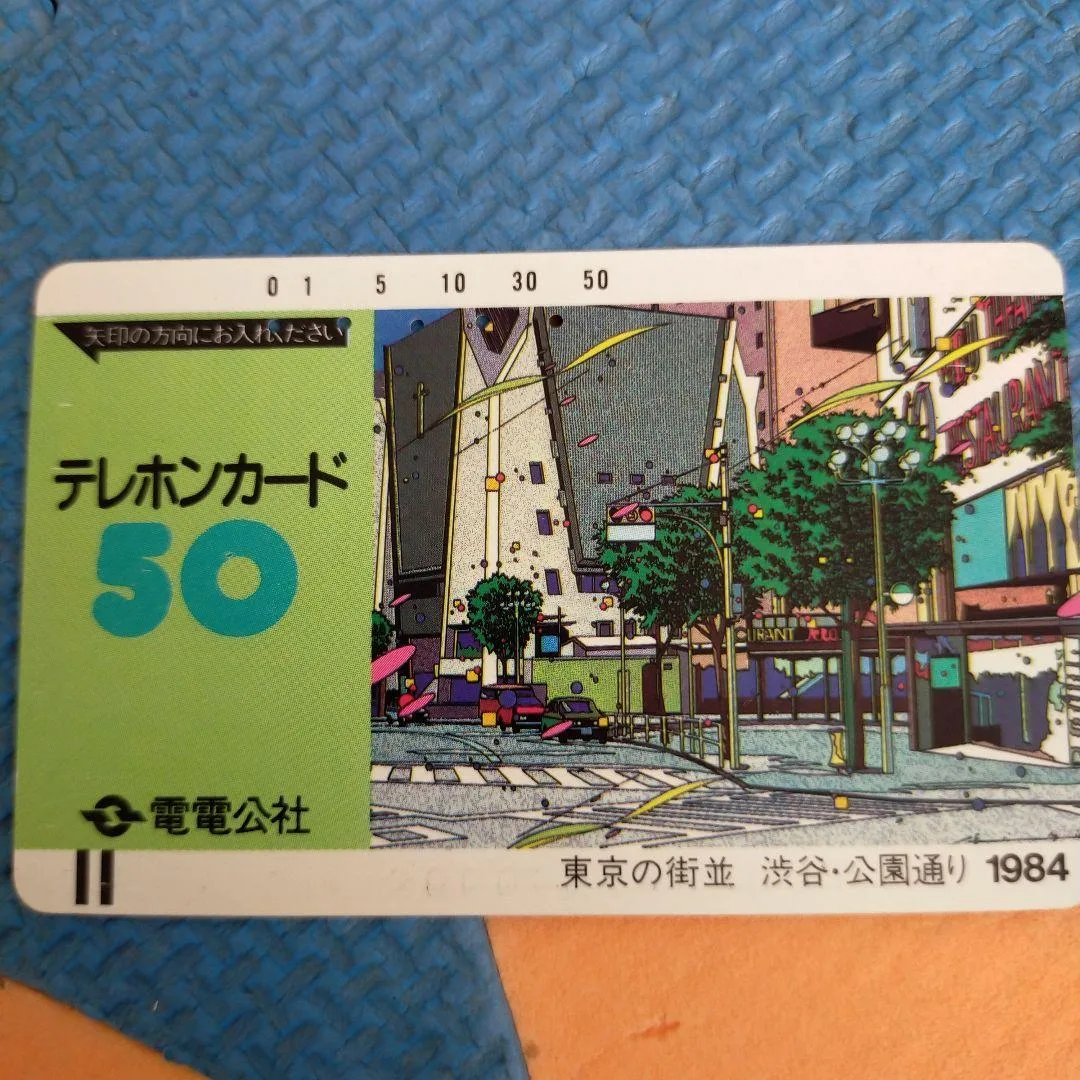 0 1 5 10 30 50
矢印の方向にお入れください
テレホンカード
50
電電公社
RESTAURANT
URANT
東京の街並 渋谷・公園通り 1984